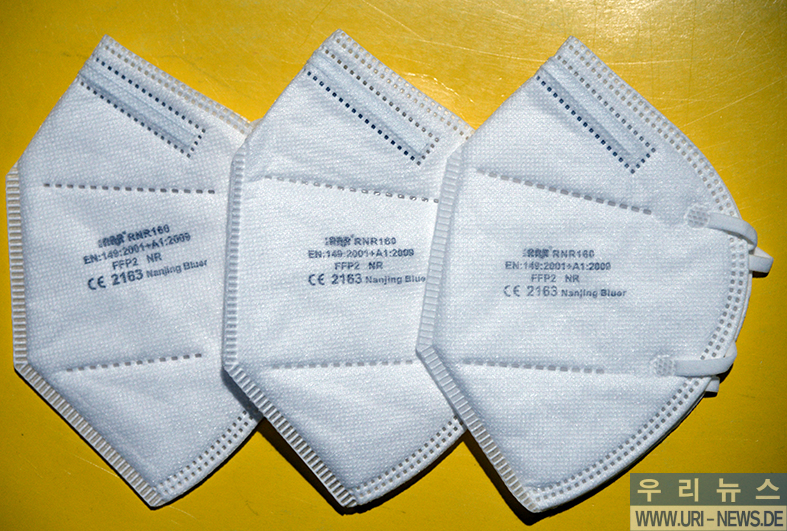 RNR160
EN:149:2001+A1:2009
FFP2 NR
CE 2163 Nanjing Bluer
RNR160
EN:149:2001+A1:2009
FFP2 NR
CE 2163 Nanjing Blue
RNR160
EN:149:2001+A1:2009
FFP2 NR
CE 2163 Nanjing Bluer
우리뉴스
WWW.URI-NEWS.DE